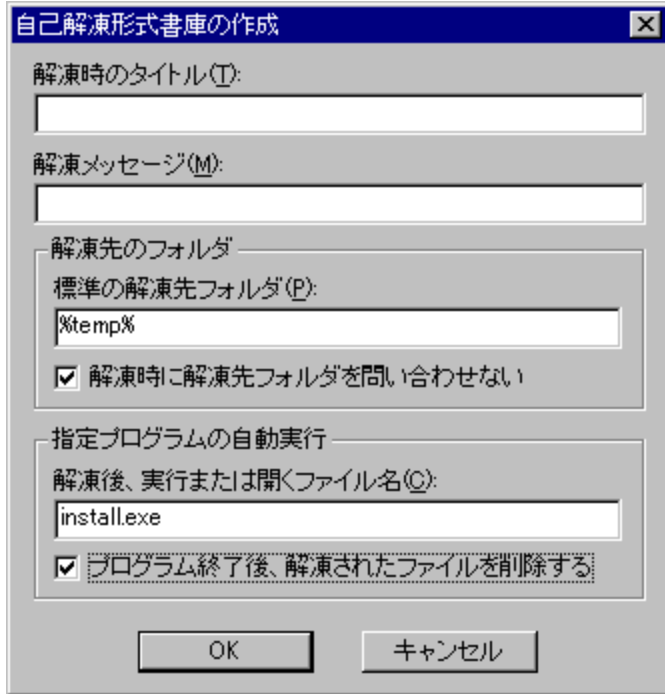 自己解凍形式書庫の作成
解凍時のタイトル(T):
解凍メッセージ(M):
解凍先のフォルダ
標準の解凍先フォルダ(P):
%temp%
解凍時に解凍先フォルダを問い合わせない
指定プログラムの自動実行
解凍後、実行または開くファイル名(C):
install.exe
プログラム終了後、解凍されたファイルを削除する
OK
キャンセル